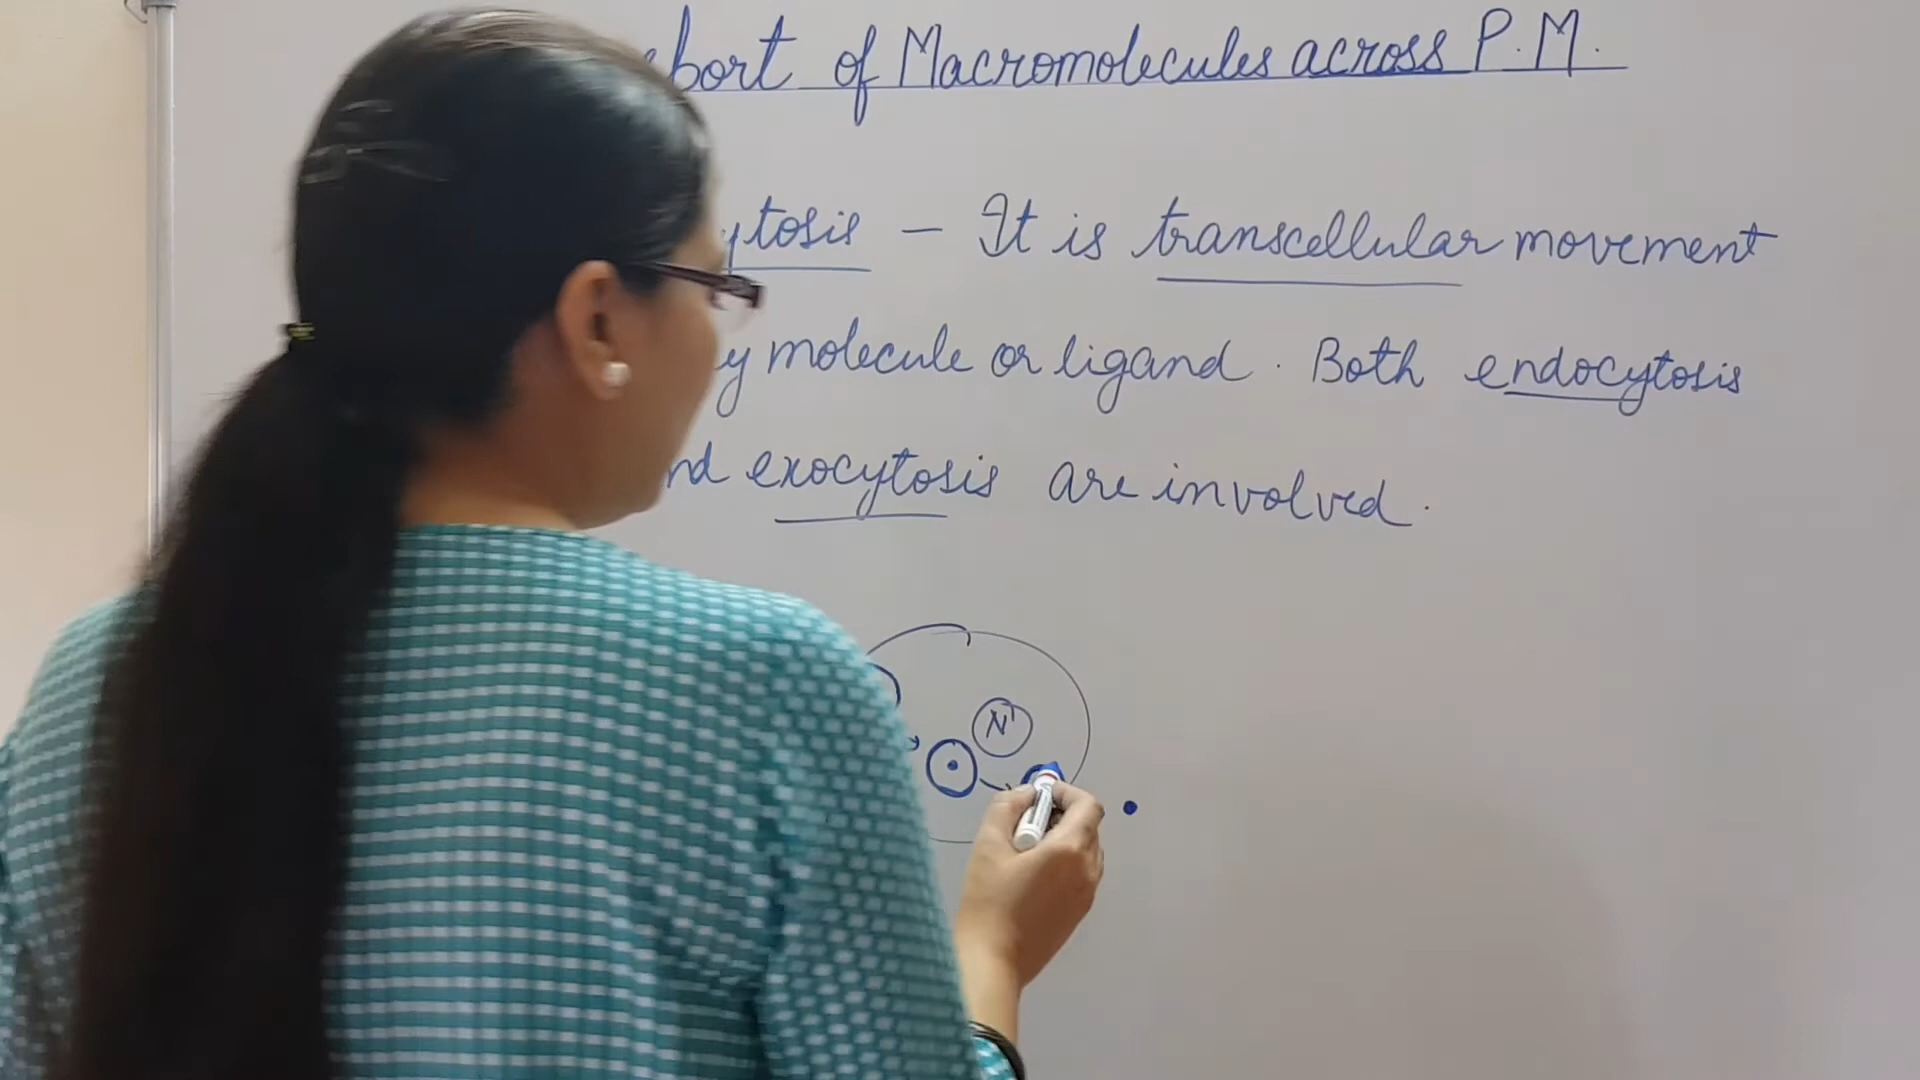 of Macromolecules across P.M.
– It is transcellular movement
molecule or ligand. Both endocytosis
exocytosis are involved.
N